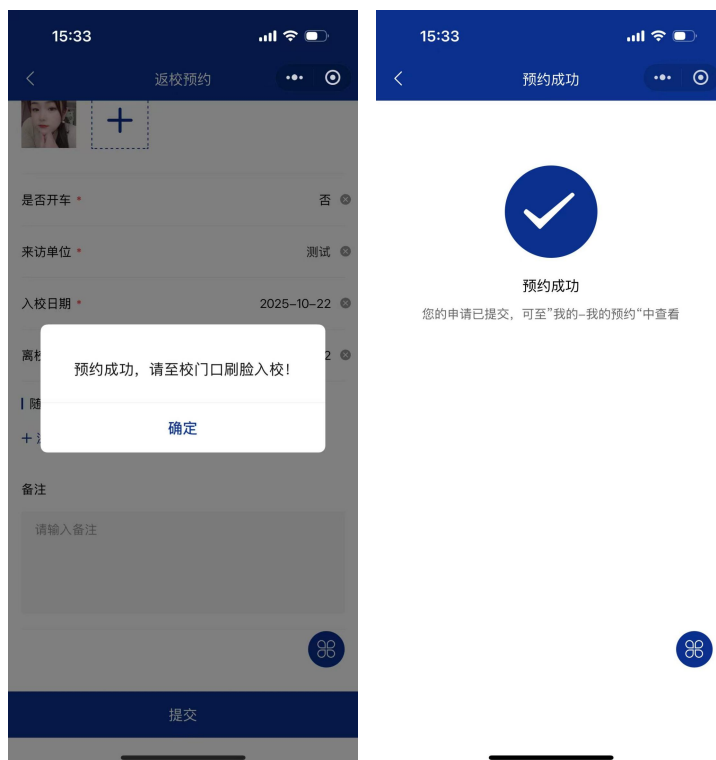 15:33
返校预约
是否开车 *
否
来访单位 *
测试
入校日期 *
2025-10-22
离校
2
预约成功，请至校门口刷脸入校！
确定
随
备注
请输入备注
提交
15:33
预约成功
预约成功
您的申请已提交，可至”我的-我的预约“中查看